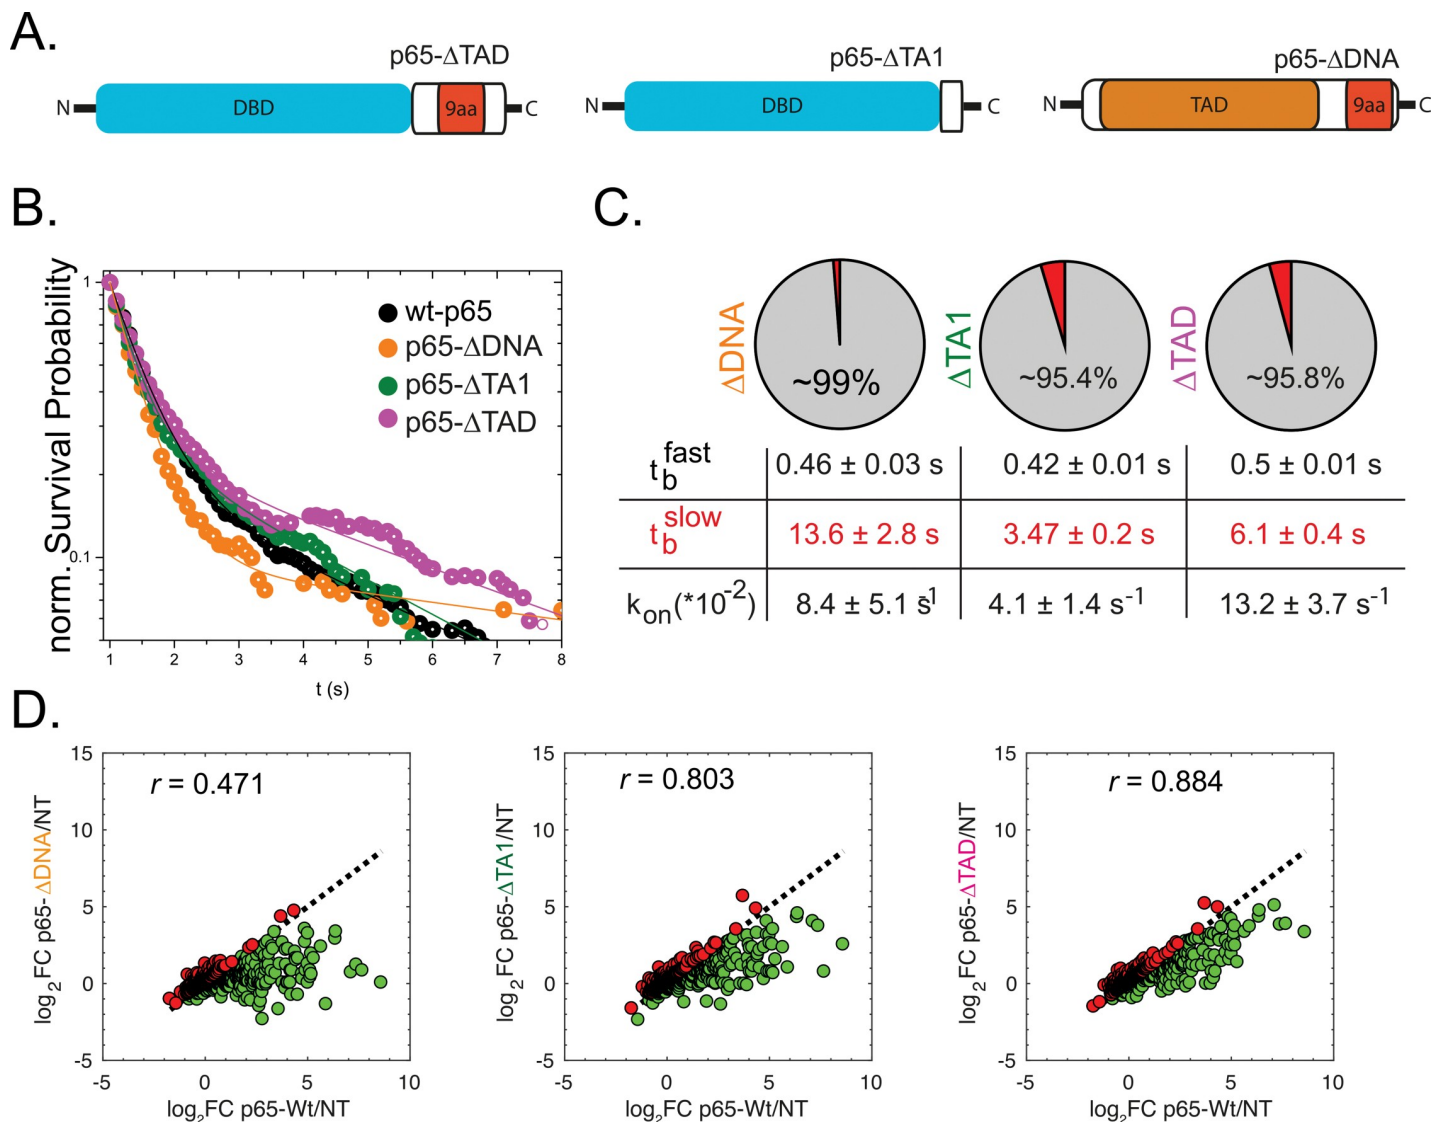 A.
p65-ΔTAD
N
DBD
9aa
C
p65-ΔTA1
N
DBD
C
p65-ΔDNA
N
TAD
9aa
C
B.
norm. Survival Probability
1
0.1
wt-p65
p65-ΔDNA
p65-ΔTA1
p65-ΔTAD
1 2 3 4 5 6 7 8
t (s)
C.
ΔDNA
~99%
ΔTA1
~95.4%
ΔTAD
~95.8%
t_b^fast 0.46 ± 0.03 s 0.42 ± 0.01 s 0.5 ± 0.01 s
t_b^slow 13.6 ± 2.8 s 3.47 ± 0.2 s 6.1 ± 0.4 s
k_on(*10^-2) 8.4 ± 5.1 s^-1 4.1 ± 1.4 s^-1 13.2 ± 3.7 s^-1
D.
log2FC p65-ΔDNA/NT
15
10
5
0
-5
r = 0.471
-5 0 5 10
log2FC p65-Wt/NT
log2FC p65-ΔTA1/NT
15
10
5
0
-5
r = 0.803
-5 0 5 10
log2FC p65-Wt/NT
log2FC p65-ΔTAD/NT
15
10
5
0
-5
r = 0.884
-5 0 5 10
log2FC p65-Wt/NT